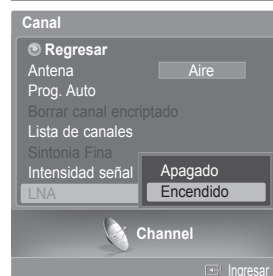 Canal
Regresar
Antena Aire
Prog. Auto
Borrar canal encriptado
Lista de canales
Sintonia Fina
Intensidad señal Apagado
LNA Encendido
Channel
Ingresar